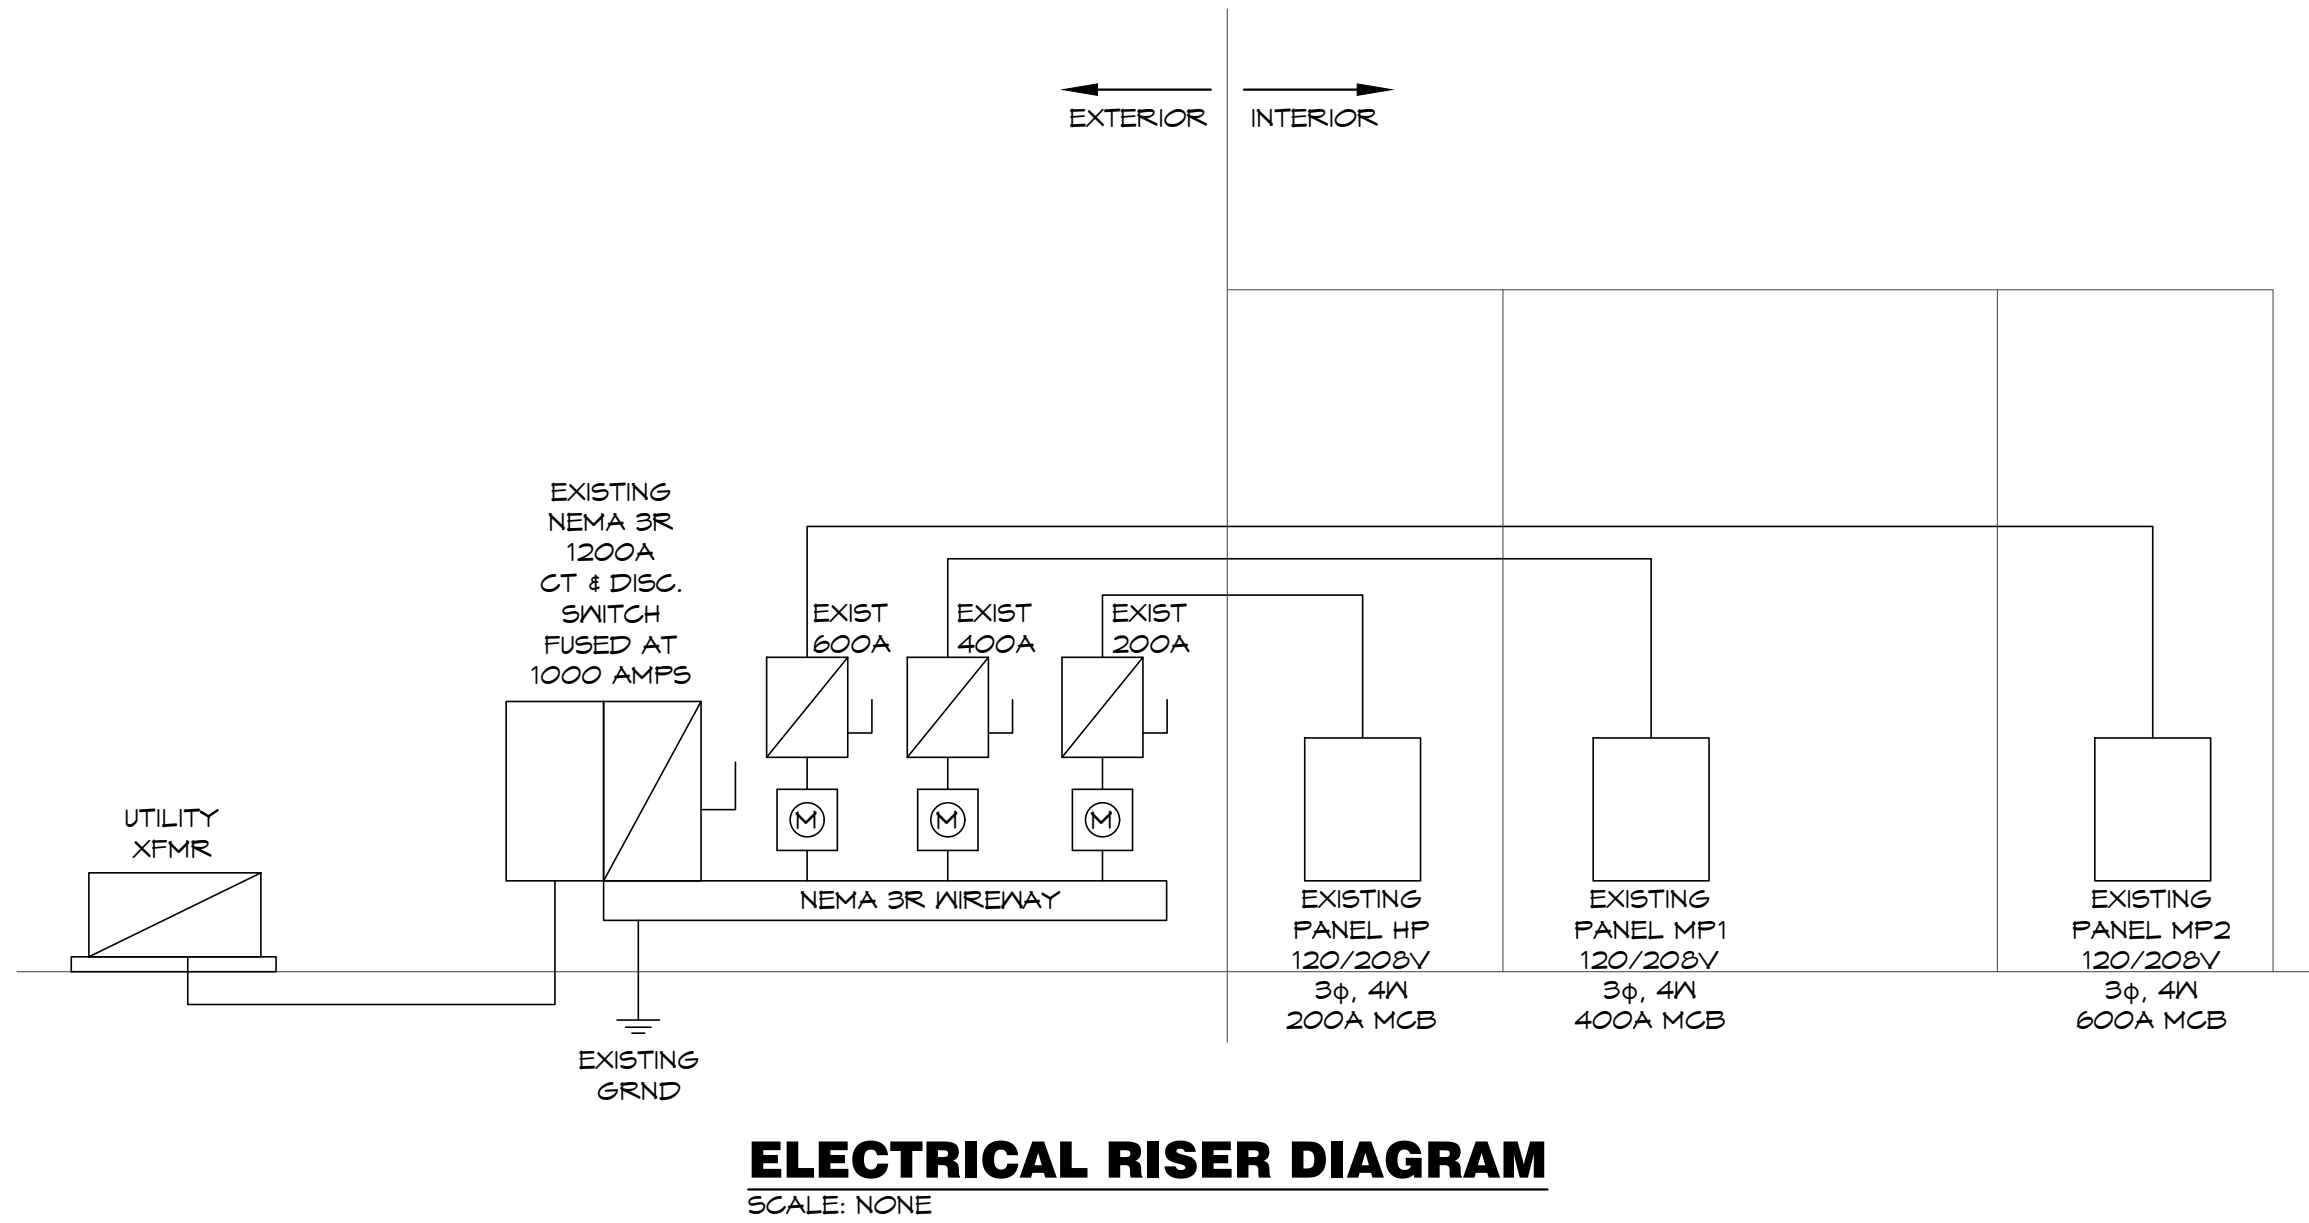 EXTERIOR
INTERIOR
EXISTING
NEMA 3R
1200A
CT & DISC.
SWITCH
FUSED AT
1000 AMPS
EXIST
600A
EXIST
400A
EXIST
200A
M
M
M
UTILITY
XFMR
NEMA 3R WIREWAY
EXISTING
GRND
EXISTING
PANEL HP
120/208V
3φ, 4W
200A MCB
EXISTING
PANEL MP1
120/208V
3φ, 4W
400A MCB
EXISTING
PANEL MP2
120/208V
3φ, 4W
600A MCB
ELECTRICAL RISER DIAGRAM
SCALE: NONE